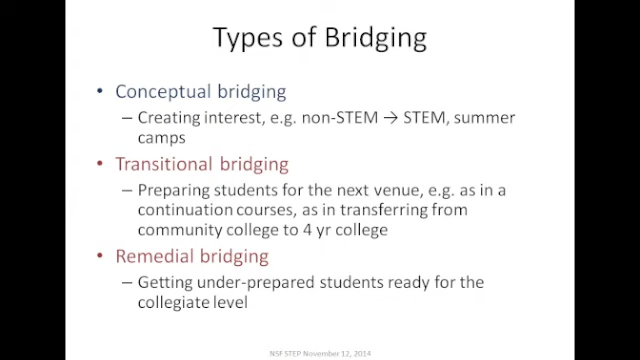 Types of Bridging
• Conceptual bridging
– Creating interest, e.g. non-STEM → STEM, summer
camps
• Transitional bridging
– Preparing students for the next venue, e.g. as in a
continuation courses, as in transferring from
community college to 4 yr college
• Remedial bridging
– Getting under-prepared students ready for the
collegiate level
NSF STEP November 12, 2014